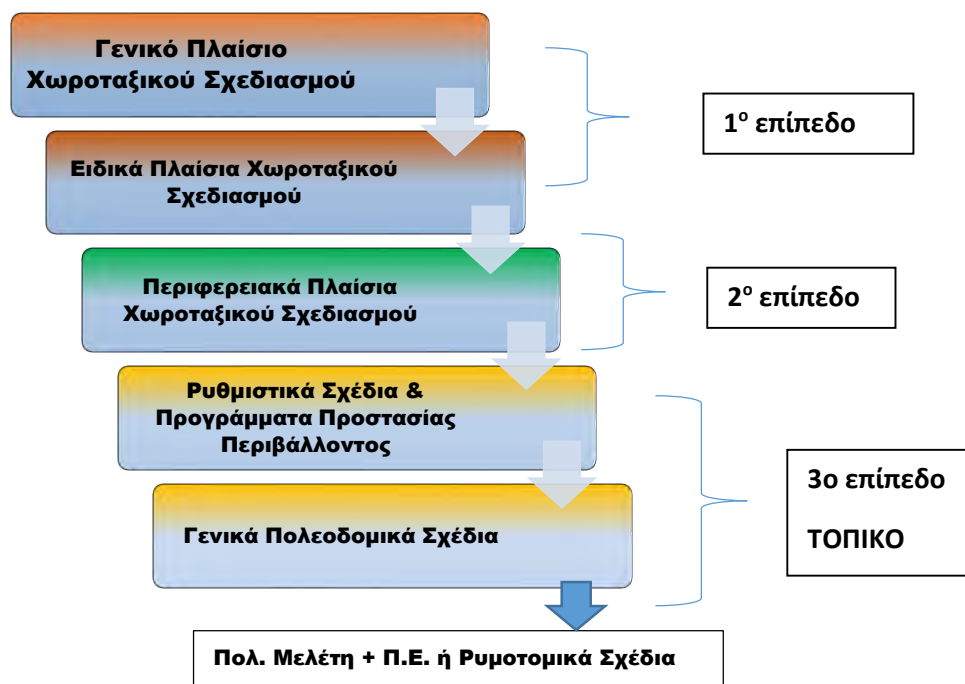 Γενικό Πλαίσιο
Χωροταξικού Σχεδιασμού
1ο επίπεδο
Ειδικά Πλαίσια Χωροταξικού
Σχεδιασμού
Περιφερειακά Πλαίσια
Χωροταξικού Σχεδιασμού
2ο επίπεδο
Ρυθμιστικά Σχέδια &
Προγράμματα Προστασίας
Περιβάλλοντος
3ο επίπεδο
ΤΟΠΙΚΟ
Γενικά Πολεοδομικά Σχέδια
Πολ. Μελέτη + Π.Ε. ή Ρυμοτομικά Σχέδια